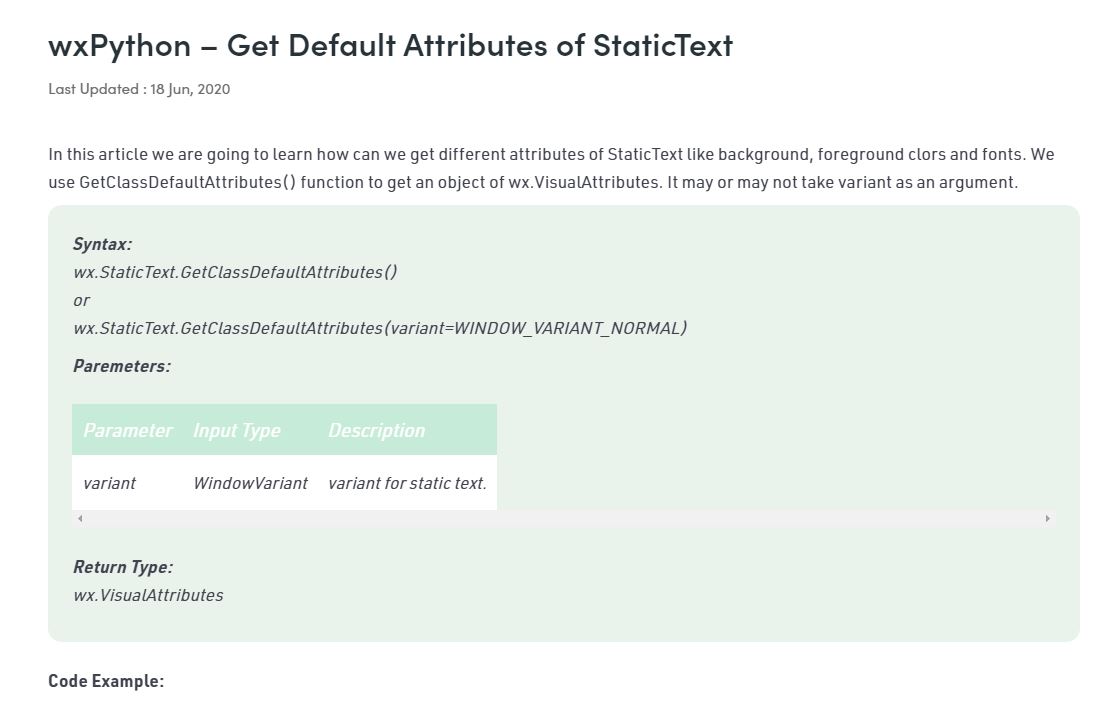 wxPython – Get Default Attributes of StaticText
Last Updated : 18 Jun, 2020
In this article we are going to learn how can we get different attributes of StaticText like background, foreground clors and fonts. We
use GetClassDefaultAttributes() function to get an object of wx.VisualAttributes. It may or may not take variant as an argument.
Syntax:
wx.StaticText.GetClassDefaultAttributes()
or
wx.StaticText.GetClassDefaultAttributes(variant=WINDOW_VARIANT_NORMAL)
Paremeters:
Parameter Input Type Description
variant WindowVariant variant for static text.
Return Type:
wx.VisualAttributes
Code Example: